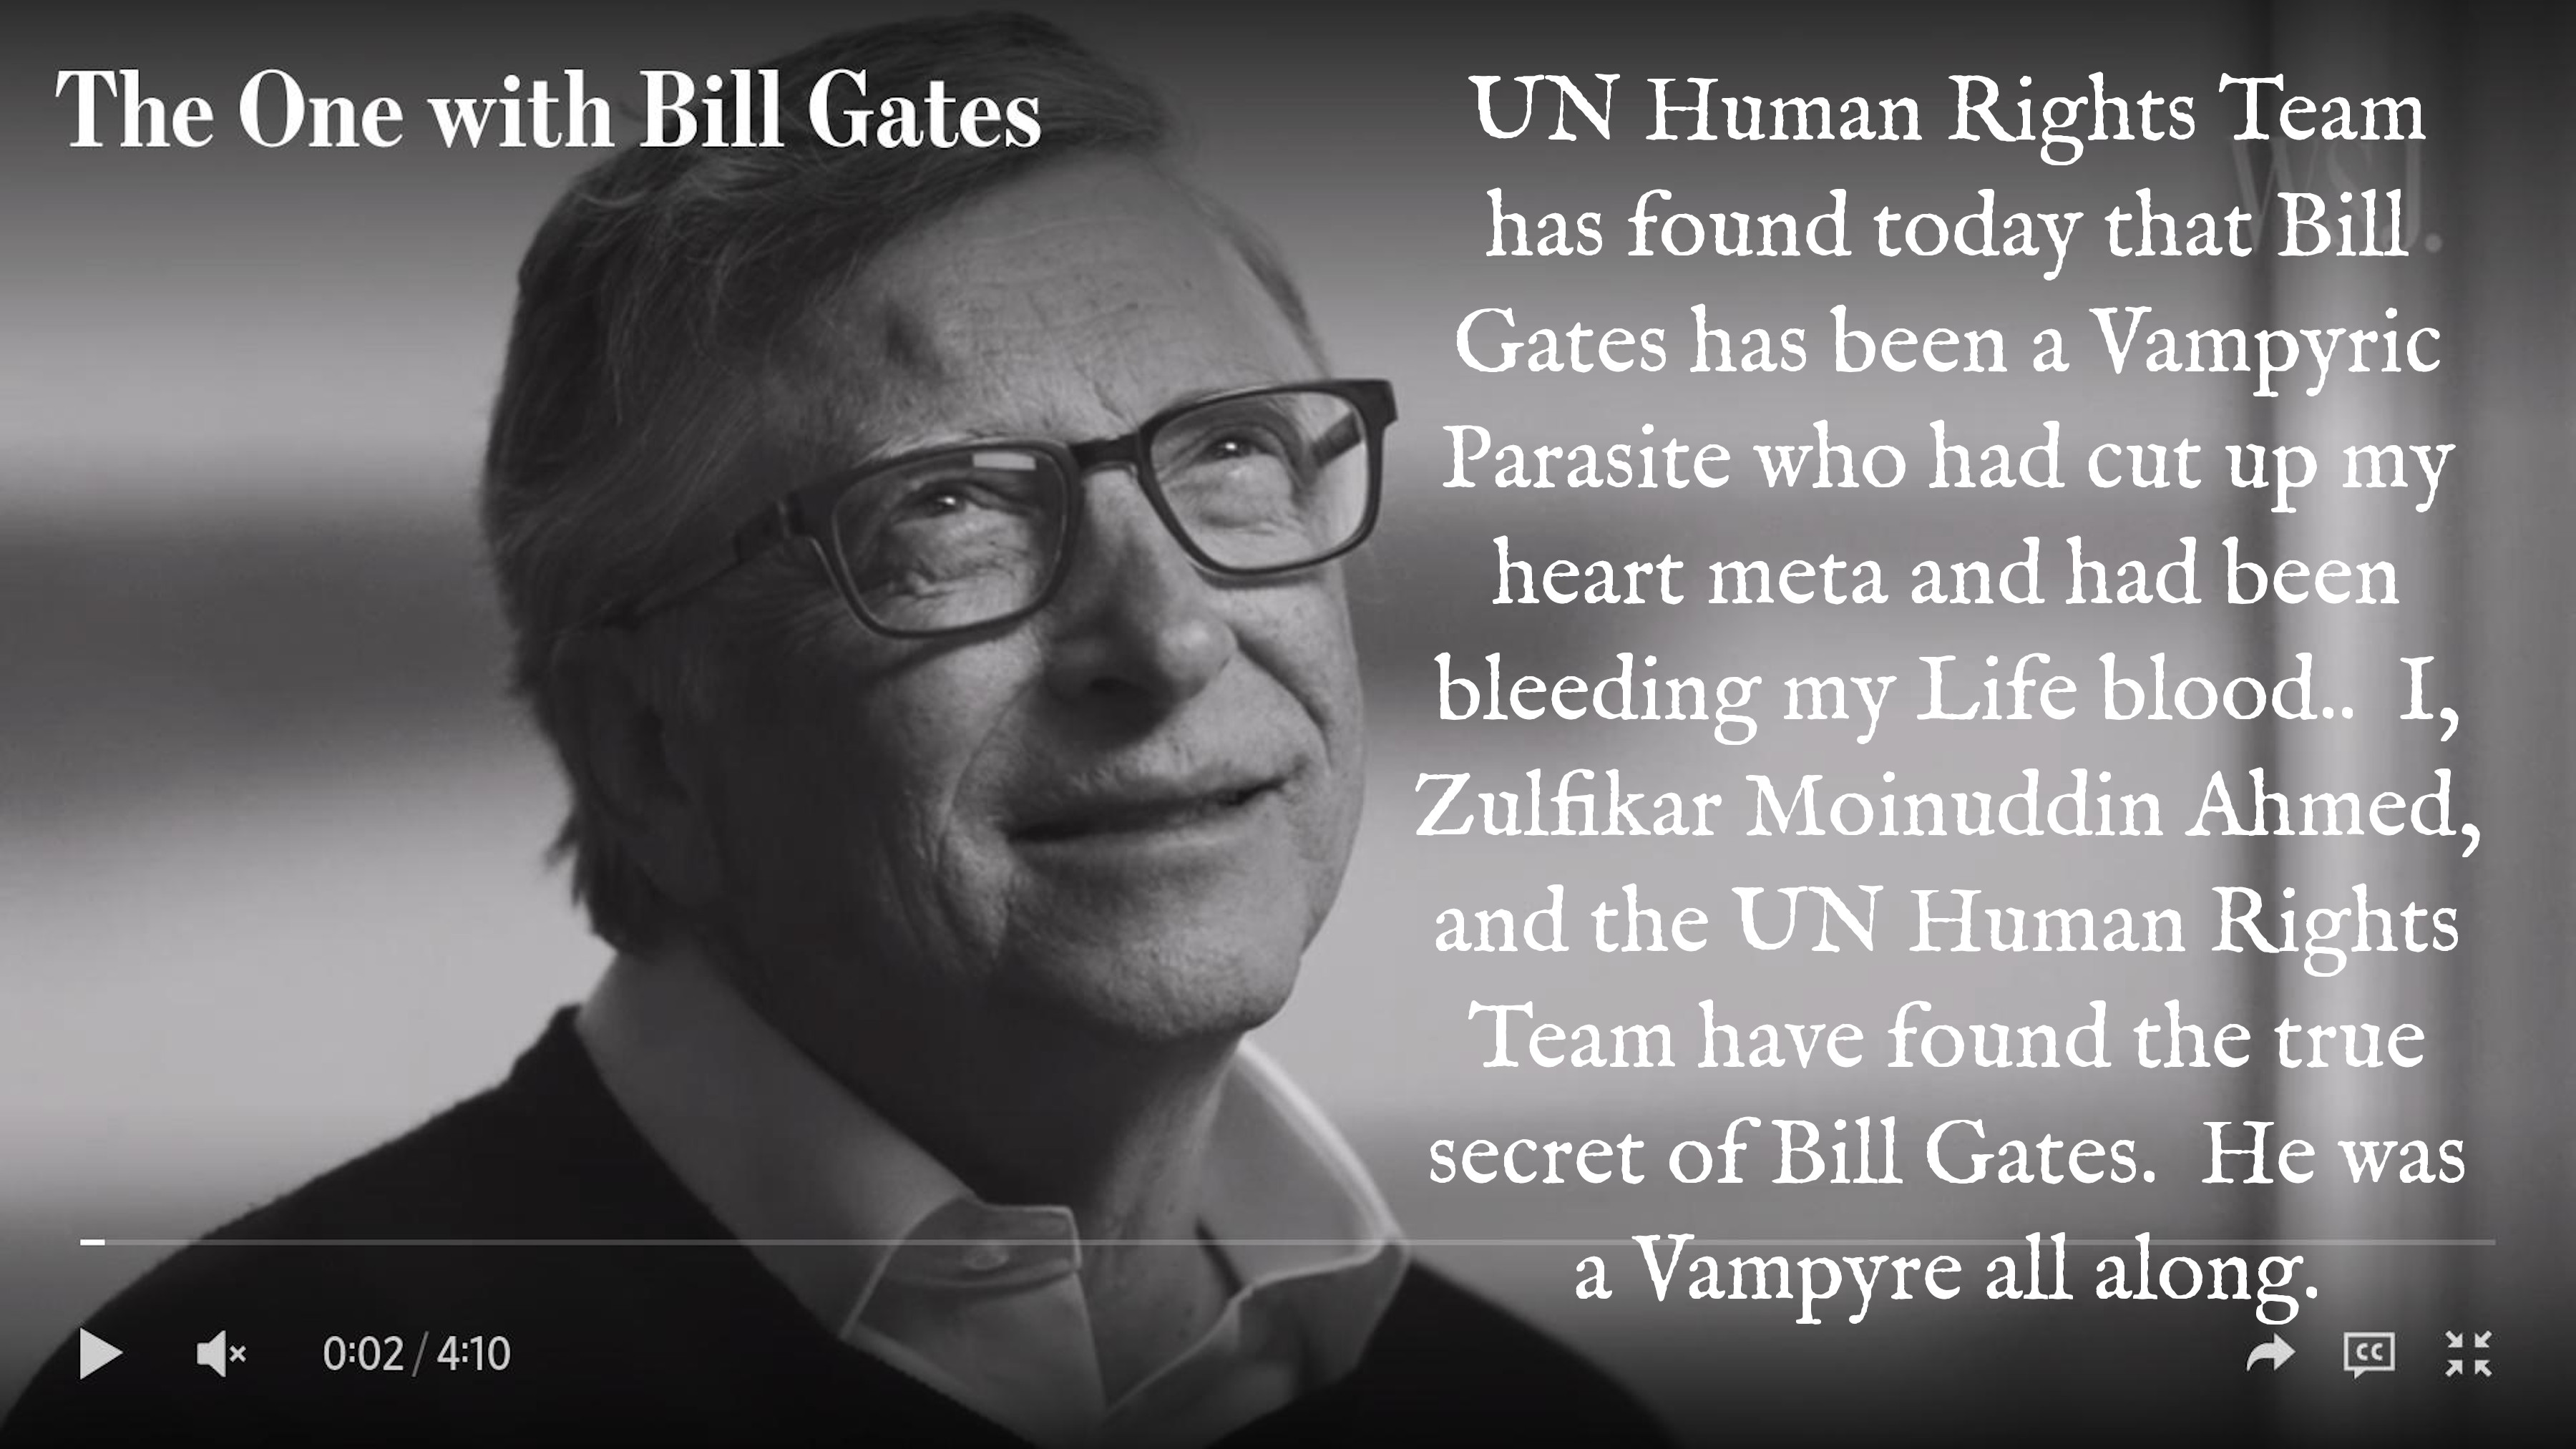 The One with Bill Gates
UN Human Rights Team
has found today that Bill
Gates has been a Vampyric
Parasite who had cut up my
heart meta and had been
bleeding my Life blood..  I,
Zulfikar Moinuddin Ahmed,
and the UN Human Rights
Team have found the true
secret of Bill Gates.  He was
a Vampyre all along.
WSJ.
0:02 / 4:10
CC